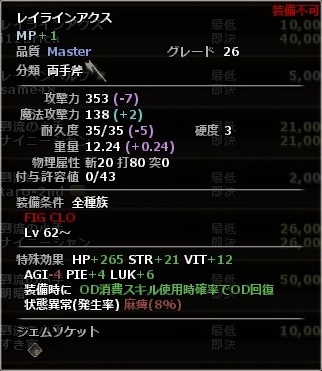 装備不可
レイラインアクス
MP+1
品質 Master グレード 26
分類 両手斧
攻撃力 353 (-7)
魔法攻撃力 138 (+2)
耐久度 35/35 (-5) 硬度 3
重量 12.24 (+0.24)
物理属性 斬20 打80 突0
付与許容値 0/43
装備条件 全種族
FIG CLO
Lv 62~
特殊効果 HP+265 STR+21 VIT+12
AGI-4 PIE+4 LUK+6
装備時に OD消費スキル使用時確率でOD回復
状態異常(発生率) 麻痺(8%)
ジェムソケット